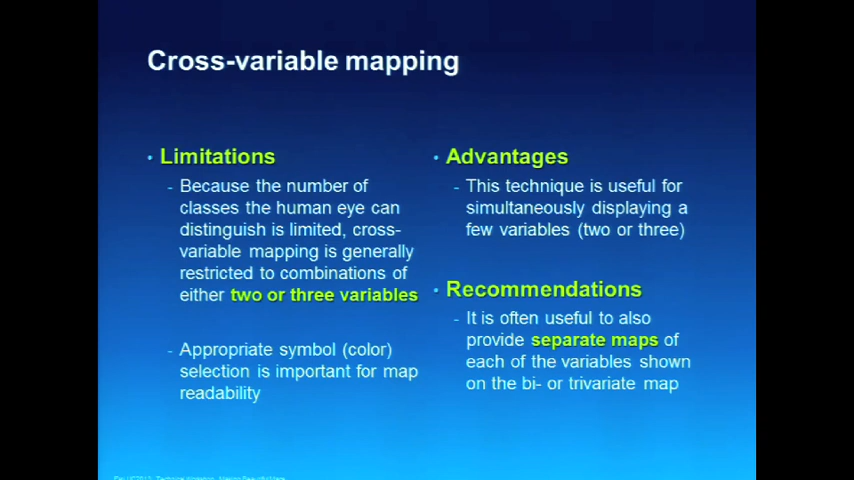 Cross-variable mapping
• Limitations
- Because the number of
classes the human eye can
distinguish is limited, cross-
variable mapping is generally
restricted to combinations of
either two or three variables
- Appropriate symbol (color)
selection is important for map
readability
• Advantages
- This technique is useful for
simultaneously displaying a
few variables (two or three)
• Recommendations
- It is often useful to also
provide separate maps of
each of the variables shown
on the bi- or trivariate map